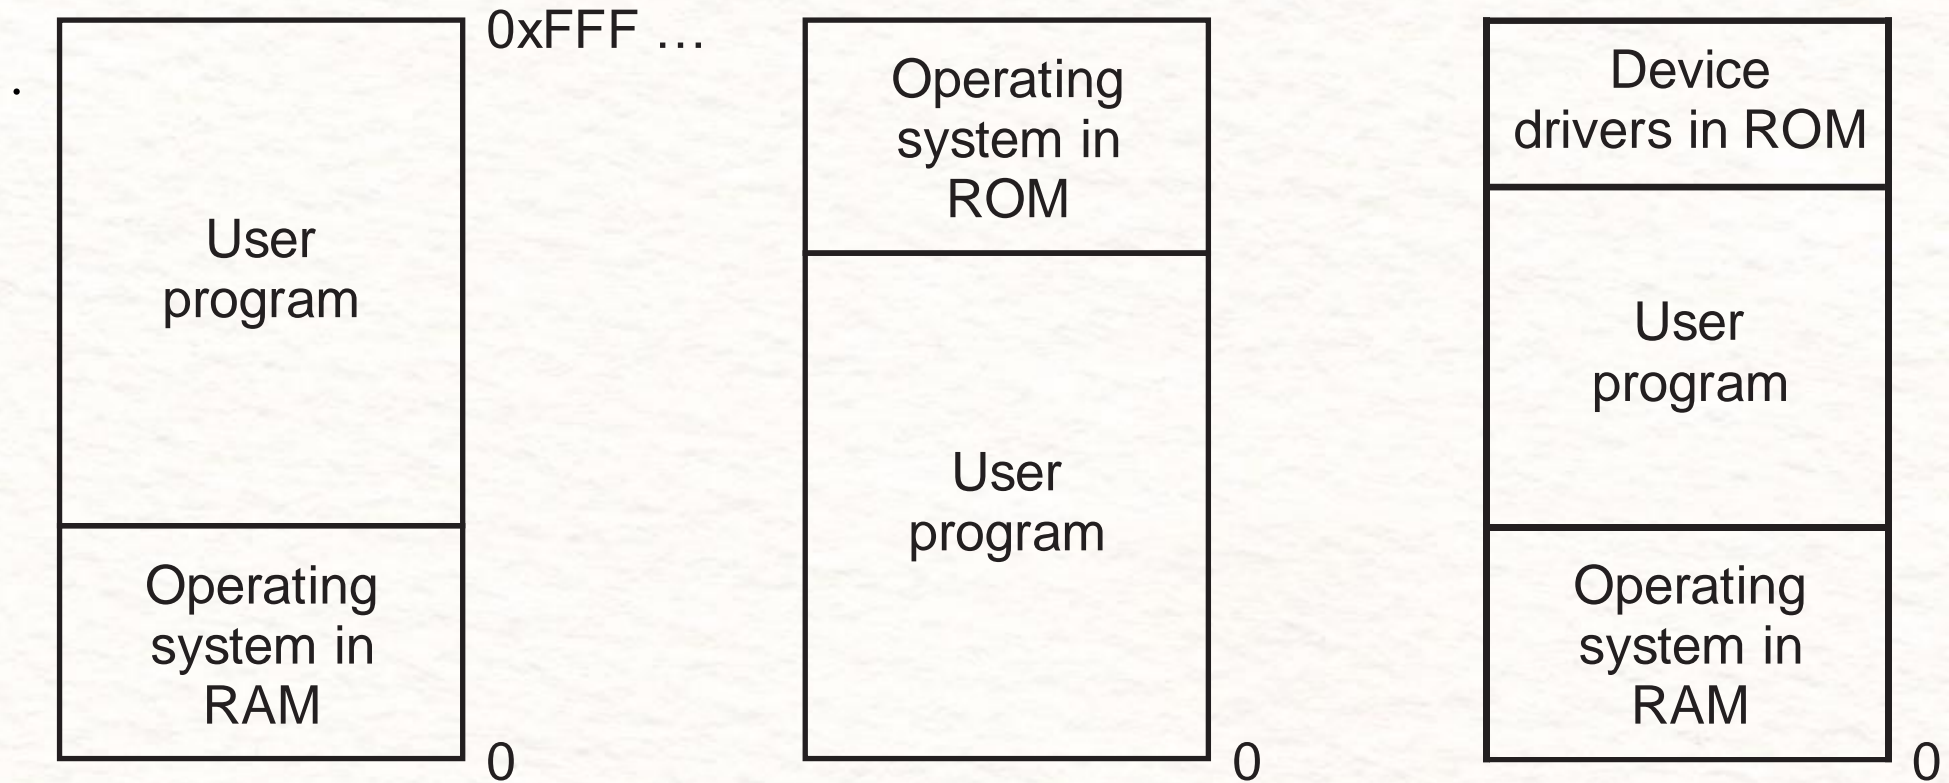 0xFFF …
.
User
program
Operating
system in
RAM
0
Operating
system in
ROM
User
program
0
Device
drivers in ROM
User
program
Operating
system in
RAM
0